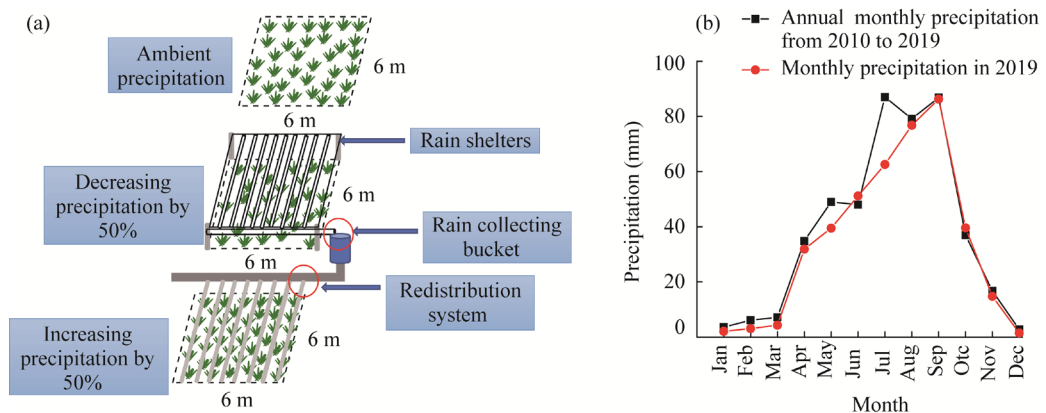 (a)
Ambient
precipitation
6 m
6 m
Rain shelters
Decreasing
precipitation by
50%
6 m
Rain collecting
bucket
6 m
Redistribution
system
Increasing
precipitation by
50%
6 m
6 m
(b)
Annual monthly precipitation
from 2010 to 2019
Monthly precipitation in 2019
Precipitation (mm)
100
80
60
40
20
0
Jan
Feb
Mar
Apr
May
Jun
Jul
Aug
Sep
Otc
Nov
Dec
Month